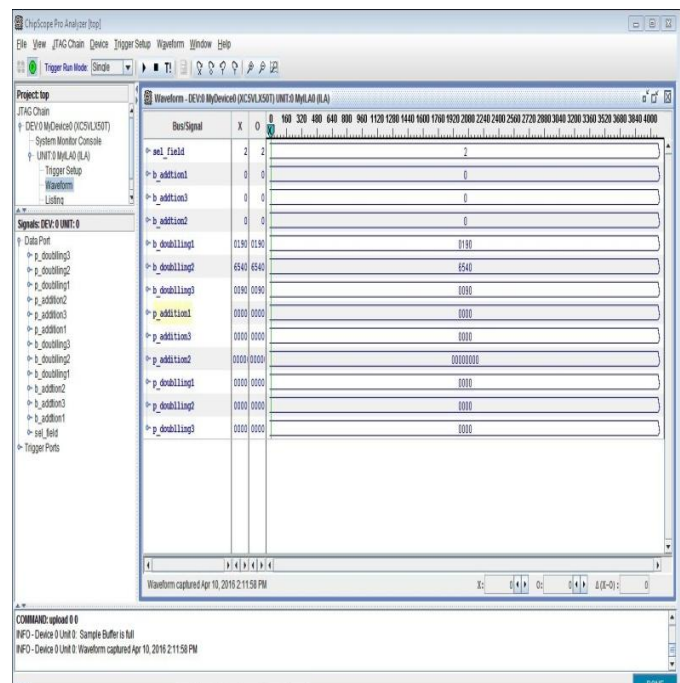 ChipScope Pro Analyzer [top]
File View JTAG Chain Device Trigger Setup Waveform Window Help
Trigger Run Mode: Single T!
Project: top
JTAG Chain
DEV:0 MyDevice0 (XC5VLX50T)
System Monitor Console
UNIT:0 MyILA0 (ILA)
Trigger Setup
Waveform
Listing
Signals: DEV: 0 UNIT: 0
Data Port
p_doubling3
p_doubling2
p_doubling1
p_addition2
p_addition3
p_addition1
b_doubling3
b_doubling2
b_doubling1
b_addtion2
b_addtion3
b_addtion1
sel_field
Trigger Ports
Waveform - DEV:0 MyDevice0 (XC5VLX50T) UNIT:0 MyILA0 (ILA)
Bus/Signal X O 0 160 320 480 640 800 960 1120 1280 1440 1600 1760 1920 2080 2240 2400 2560 2720 2880 3040 3200 3360 3520 3680 3840 4000
sel_field 2 2 2
b_addtion1 0 0 0
b_addtion3 0 0 0
b_addtion2 0 0 0
b_doublling1 0190 0190 0190
b_doublling2 6540 6540 6540
b_doublling3 0090 0090 0090
p_addition1 0000 0000 0000
p_addition3 0000 0000 0000
p_addition2 0000 0000 00000000
p_doublling1 0000 0000 0000
p_doublling2 0000 0000 0000
p_doublling3 0000 0000 0000
Waveform captured Apr 10, 2016 2:11:58 PM X: 0 O: 0 Δ(X-O): 0
COMMAND: upload 0 0
INFO - Device 0 Unit 0: Sample Buffer is full
INFO - Device 0 Unit 0: Waveform captured Apr 10, 2016 2:11:58 PM
DONE